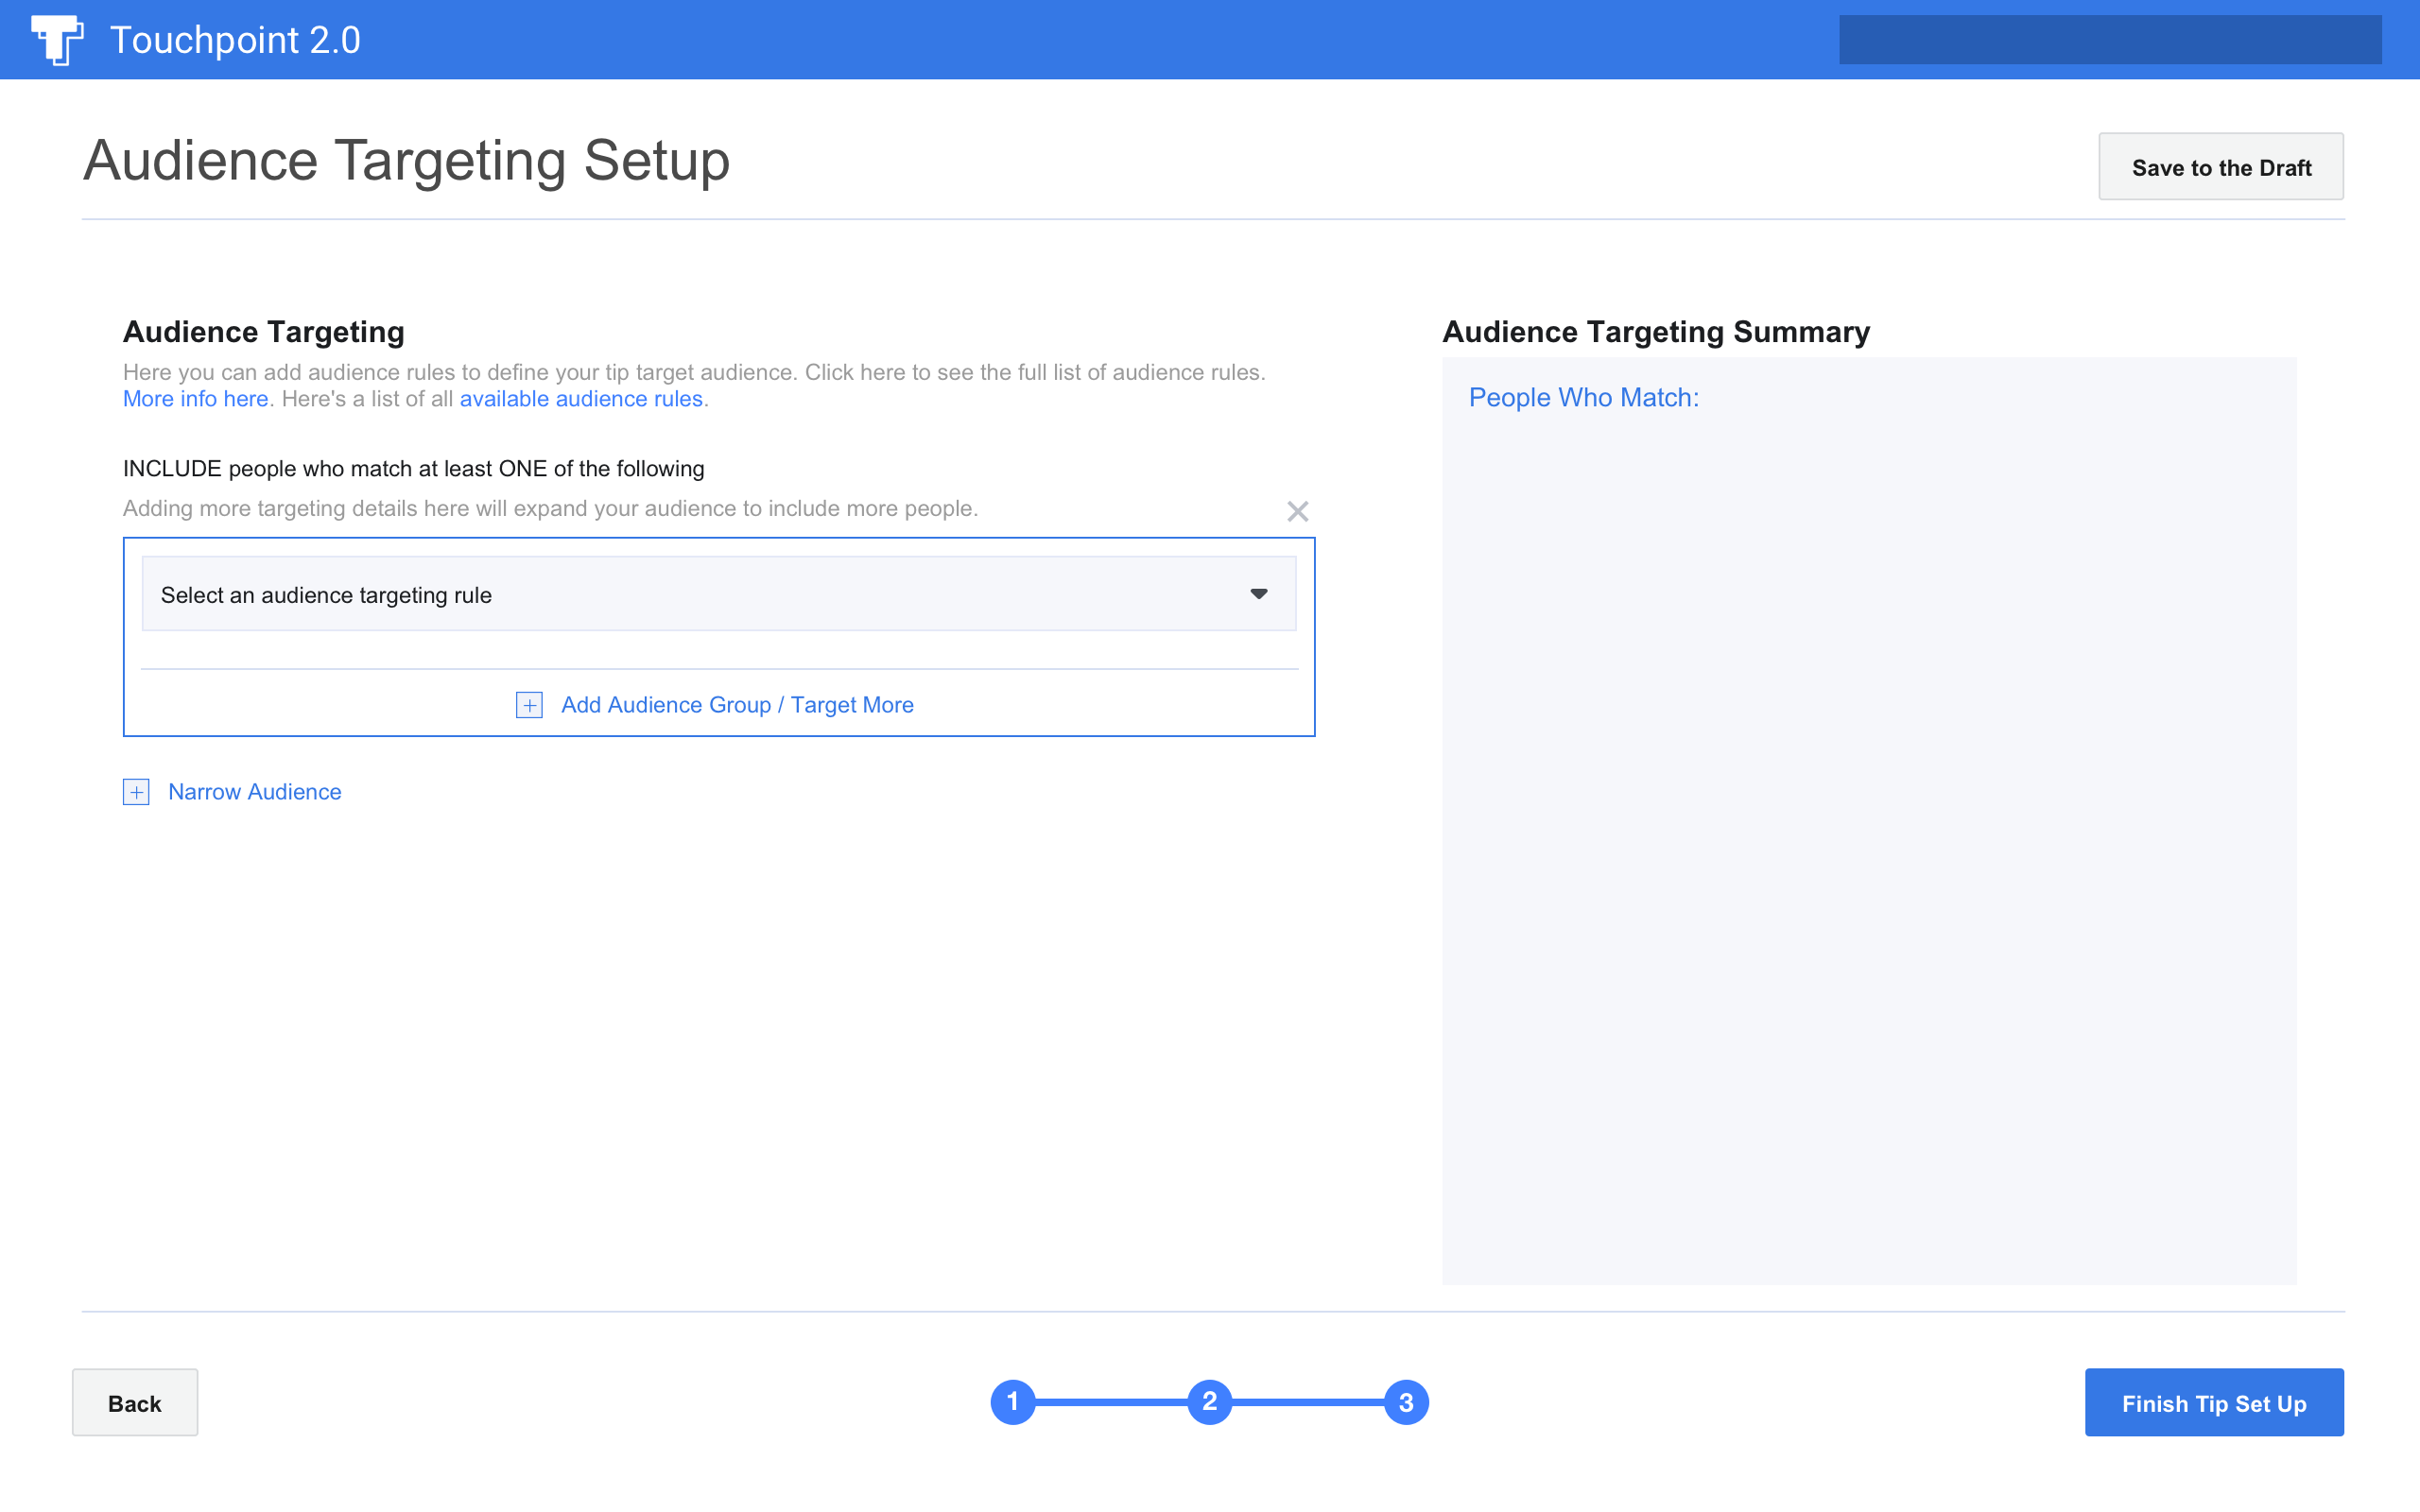 Touchpoint 2.0
Audience Targeting Setup
Save to the Draft
Audience Targeting
Here you can add audience rules to define your tip target audience. Click here to see the full list of audience rules.
More info here. Here's a list of all available audience rules.
INCLUDE people who match at least ONE of the following
Adding more targeting details here will expand your audience to include more people.
Select an audience targeting rule
Add Audience Group / Target More
Narrow Audience
Audience Targeting Summary
People Who Match:
Back
1
2
3
Finish Tip Set Up